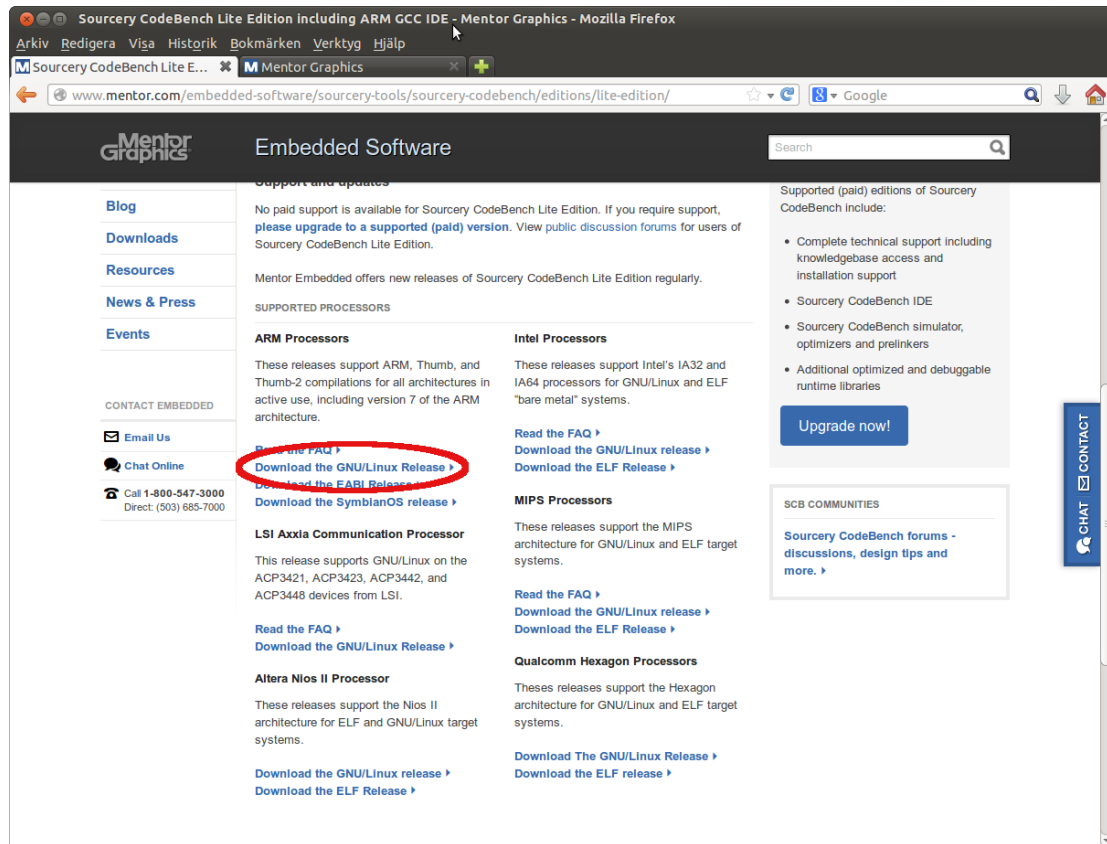 Sourcery CodeBench Lite Edition including ARM GCC IDE - Mentor Graphics - Mozilla Firefox
Arkiv Redigera Visa Historik Bokmärken Verktyg Hjälp
Sourcery CodeBench Lite E... Mentor Graphics
www.mentor.com/embedded-software/sourcery-tools/sourcery-codebench/editions/lite-edition/
Google
Mentor Graphics
Embedded Software
Search
Blog
Downloads
Resources
News & Press
Events
CONTACT EMBEDDED
Email Us
Chat Online
Call 1-800-547-3000
Direct: (503) 685-7000
Support and updates
No paid support is available for Sourcery CodeBench Lite Edition. If you require support,
please upgrade to a supported (paid) version. View public discussion forums for users of
Sourcery CodeBench Lite Edition.
Mentor Embedded offers new releases of Sourcery CodeBench Lite Edition regularly.
SUPPORTED PROCESSORS
ARM Processors
These releases support ARM, Thumb, and
Thumb-2 compilations for all architectures in
active use, including version 7 of the ARM
architecture.
Read the FAQ
Download the GNU/Linux Release
Download the EABI Release
Download the SymbianOS release
LSI Axxia Communication Processor
This release supports GNU/Linux on the
ACP3421, ACP3423, ACP3442, and
ACP3448 devices from LSI.
Read the FAQ
Download the GNU/Linux Release
Altera Nios II Processor
These releases support the Nios II
architecture for ELF and GNU/Linux target
systems.
Download the GNU/Linux release
Download the ELF Release
Intel Processors
These releases support Intel's IA32 and
IA64 processors for GNU/Linux and ELF
"bare metal" systems.
Read the FAQ
Download the GNU/Linux release
Download the ELF Release
MIPS Processors
These releases support the MIPS
architecture for GNU/Linux and ELF target
systems.
Read the FAQ
Download the GNU/Linux release
Download the ELF Release
Qualcomm Hexagon Processors
Theses releases support the Hexagon
architecture for GNU/Linux and ELF target
systems.
Download The GNU/Linux Release
Download the ELF release
Supported (paid) editions of Sourcery
CodeBench include:
Complete technical support including
knowledgebase access and
installation support
Sourcery CodeBench IDE
Sourcery CodeBench simulator,
optimizers and prelinkers
Additional optimized and debuggable
runtime libraries
Upgrade now!
SCB COMMUNITIES
Sourcery CodeBench forums -
discussions, design tips and
more.
CHAT CONTACT